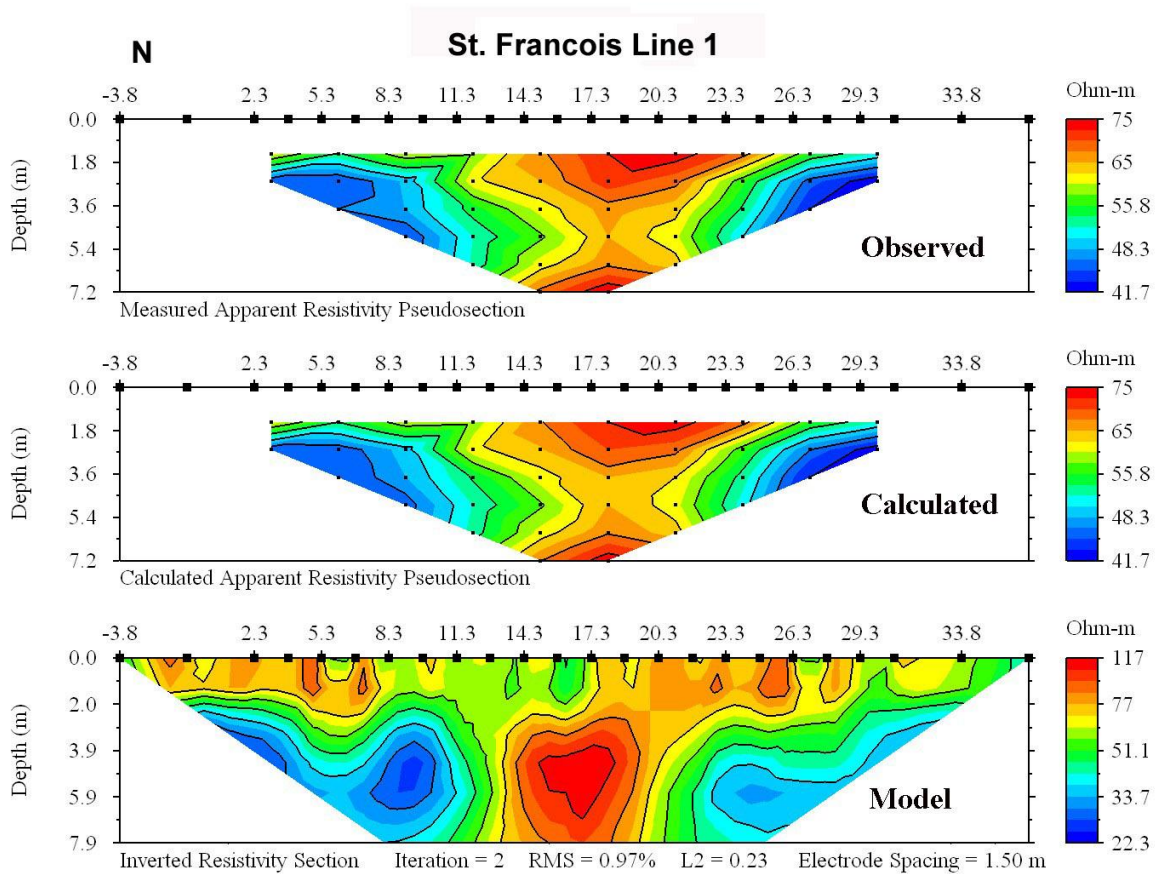 N
St. Francois Line 1
-3.8 2.3 5.3 8.3 11.3 14.3 17.3 20.3 23.3 26.3 29.3 33.8 Ohm-m
0.0
1.8
3.6
5.4
7.2
Depth (m)
Observed
75
65
55.8
48.3
41.7
Measured Apparent Resistivity Pseudosection
-3.8 2.3 5.3 8.3 11.3 14.3 17.3 20.3 23.3 26.3 29.3 33.8 Ohm-m
0.0
1.8
3.6
5.4
7.2
Depth (m)
Calculated
75
65
55.8
48.3
41.7
Calculated Apparent Resistivity Pseudosection
-3.8 2.3 5.3 8.3 11.3 14.3 17.3 20.3 23.3 26.3 29.3 33.8 Ohm-m
0.0
2.0
3.9
5.9
7.9
Depth (m)
Model
117
77
51.1
33.7
22.3
Inverted Resistivity Section Iteration = 2 RMS = 0.97% L2 = 0.23 Electrode Spacing = 1.50 m